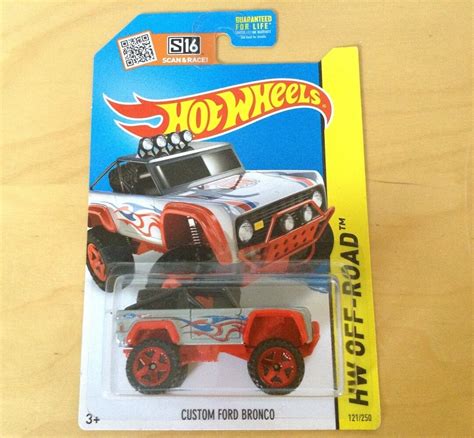 GUARANTEED
FOR LIFE
S16
SCAN & RACE!
HOT WHEELS
HW OFF-ROAD™
3+
CUSTOM FORD BRONCO
121/250